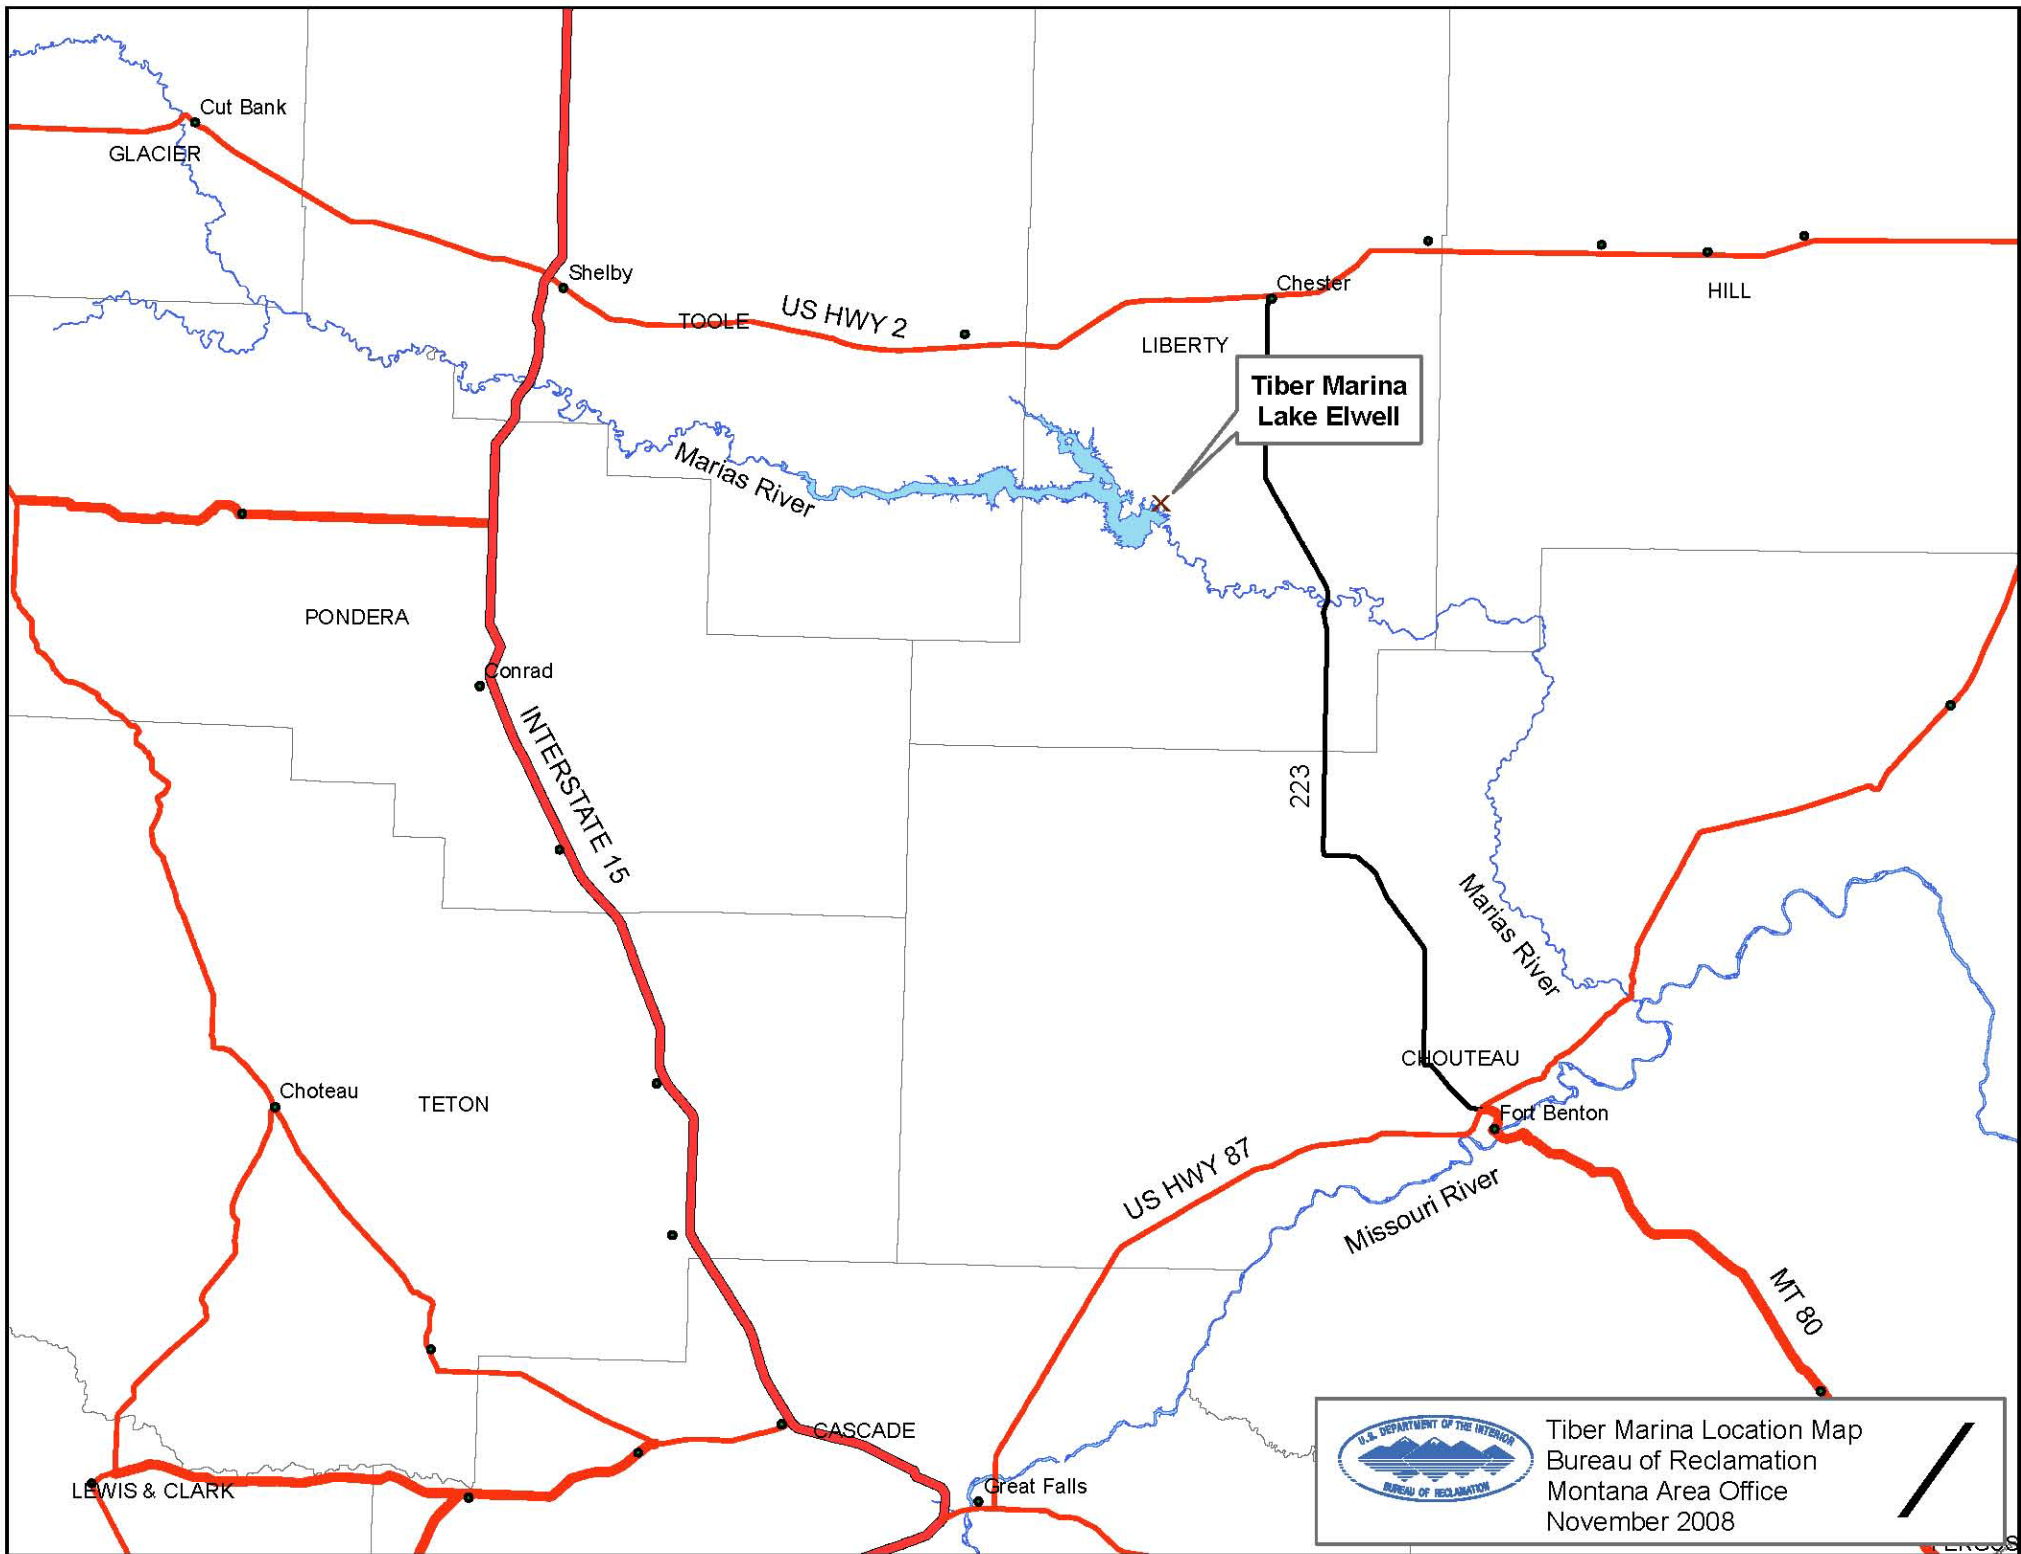 Cut Bank
GLACIER
Shelby
TOOLE
US HWY 2
Chester
HILL
LIBERTY
Tiber Marina
Lake Elwell
Marias River
PONDERA
Conrad
INTERSTATE 15
223
Marias River
CHOUTEAU
Choteau
TETON
Fort Benton
US HWY 87
Missouri River
MT 80
CASCADE
Great Falls
LEWIS & CLARK
U.S. DEPARTMENT OF THE INTERIOR
BUREAU OF RECLAMATION
Tiber Marina Location Map
Bureau of Reclamation
Montana Area Office
November 2008